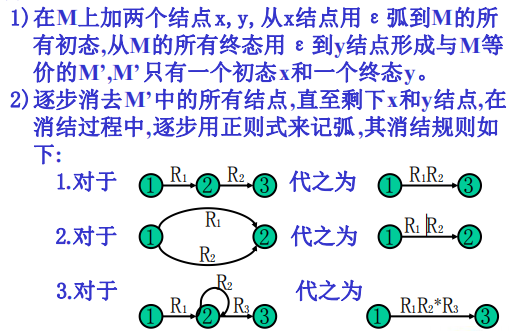 1) 在M上加两个结点x,y,从x结点用ε弧到M的所
有初态,从M的所有终态用ε到y结点形成与M等
价的M’,M’只有一个初态x和一个终态y。
2) 逐步消去M’中的所有结点,直至剩下x和y结点,在
消结过程中,逐步用正则式来记弧,其消结规则如
下:
1.对于 1 R₁ 2 R₂ 3 代之为 1 R₁R₂ 3
2.对于 1 R₁ R₂ 2 代之为 1 R₁|R₂ 2
3.对于 1 R₁ 2 R₂ R₃ 3 代之为 1 R₁R₂*R₃ 3